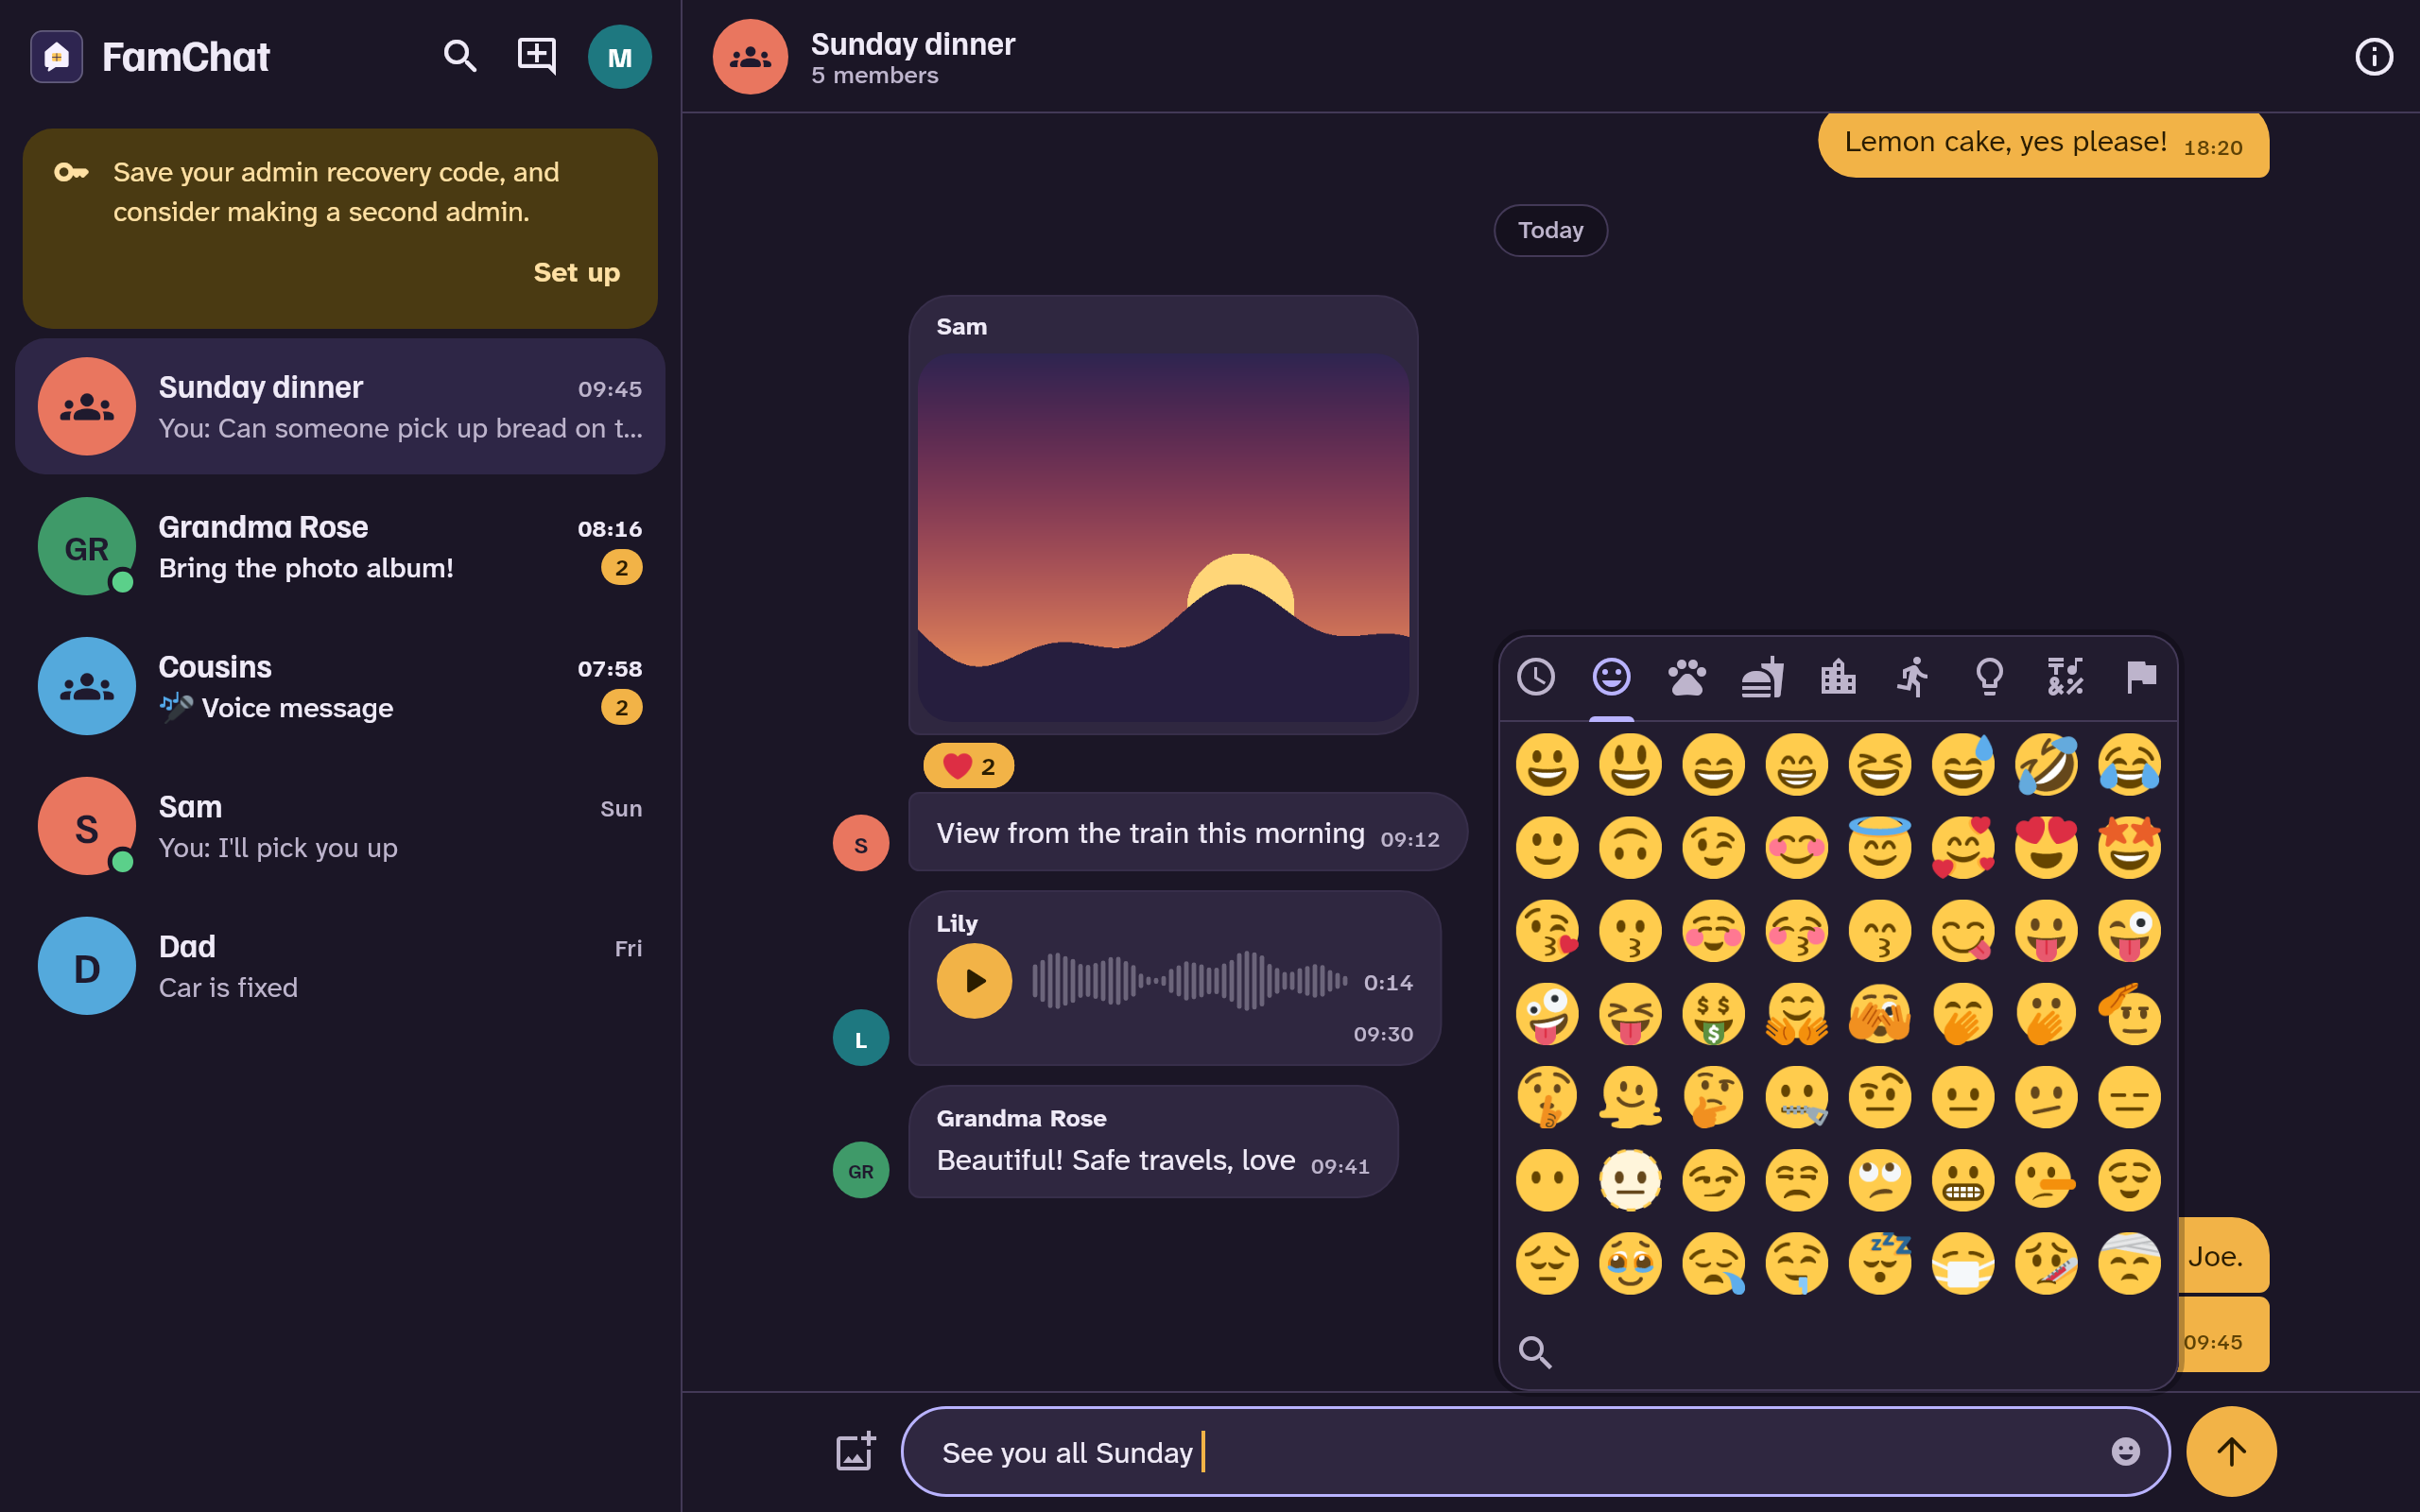 FamChat
M
Save your admin recovery code, and
consider making a second admin.
Set up
Sunday dinner
09:45
You: Can someone pick up bread on t...
GR
Grandma Rose
08:16
Bring the photo album!
2
Cousins
07:58
Voice message
2
S
Sam
Sun
You: I'll pick you up
D
Dad
Fri
Car is fixed
Sunday dinner
5 members
Lemon cake, yes please! 18:20
Today
Sam
2
S
View from the train this morning 09:12
Lily
0:14
09:30
L
Grandma Rose
Beautiful! Safe travels, love 09:41
GR
Joe.
09:45
See you all Sunday